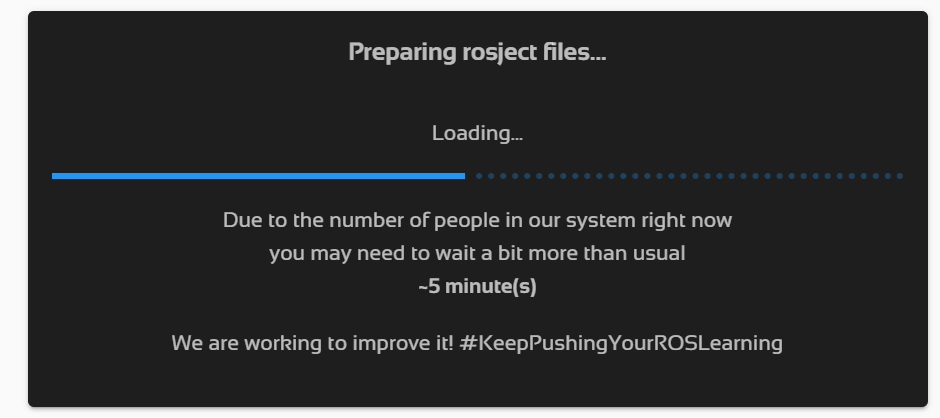 Preparing rosject files...
Loading...
Due to the number of people in our system right now
you may need to wait a bit more than usual
~5 minute(s)
We are working to improve it! #KeepPushingYourROSLearning